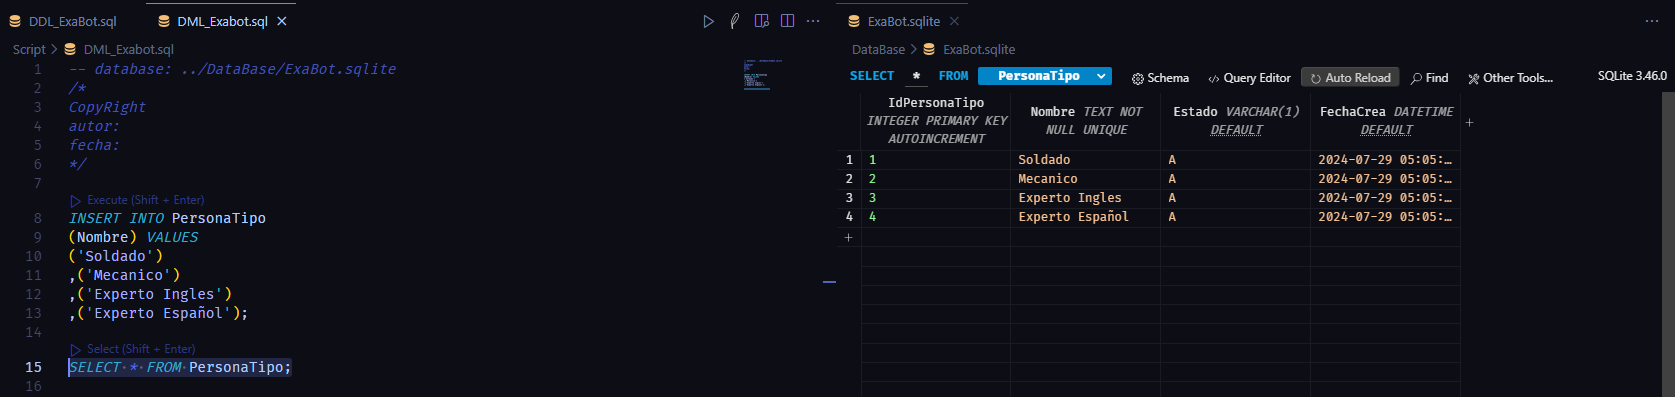 DDL_ExaBot.sql
DML_Exabot.sql
Script > DML_Exabot.sql
1 -- database: ../DataBase/ExaBot.sqlite
2 /*
3 CopyRight
4 autor:
5 fecha:
6 */
7
Execute (Shift + Enter)
8 INSERT INTO PersonaTipo
9 (Nombre) VALUES
10 ('Soldado')
11 ,('Mecanico')
12 ,('Experto Ingles')
13 ,('Experto Español');
14
Select (Shift + Enter)
15 SELECT * FROM PersonaTipo;
16
ExaBot.sqlite
DataBase > ExaBot.sqlite
SELECT * FROM PersonaTipo Schema Query Editor Auto Reload Find Other Tools... SQLite 3.46.0
IdPersonaTipo
INTEGER PRIMARY KEY
AUTOINCREMENT
Nombre TEXT NOT
NULL UNIQUE
Estado VARCHAR(1)
DEFAULT
FechaCrea DATETIME
DEFAULT
+
1 1 Soldado A 2024-07-29 05:05:…
2 2 Mecanico A 2024-07-29 05:05:…
3 3 Experto Ingles A 2024-07-29 05:05:…
4 4 Experto Español A 2024-07-29 05:05:…
+